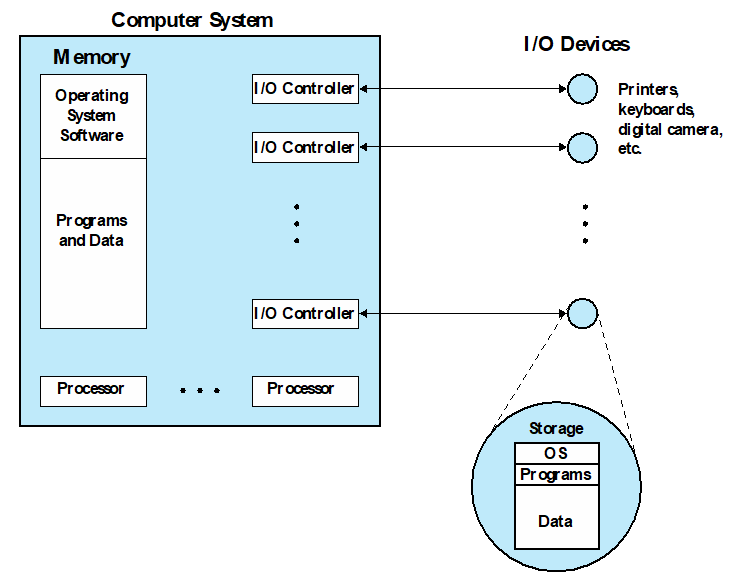 Computer System
I/O Devices
Memory
Operating
System
Software
Programs
and Data
I/O Controller
I/O Controller
I/O Controller
Printers,
keyboards,
digital camera,
etc.
Processor
Processor
Storage
OS
Programs
Data